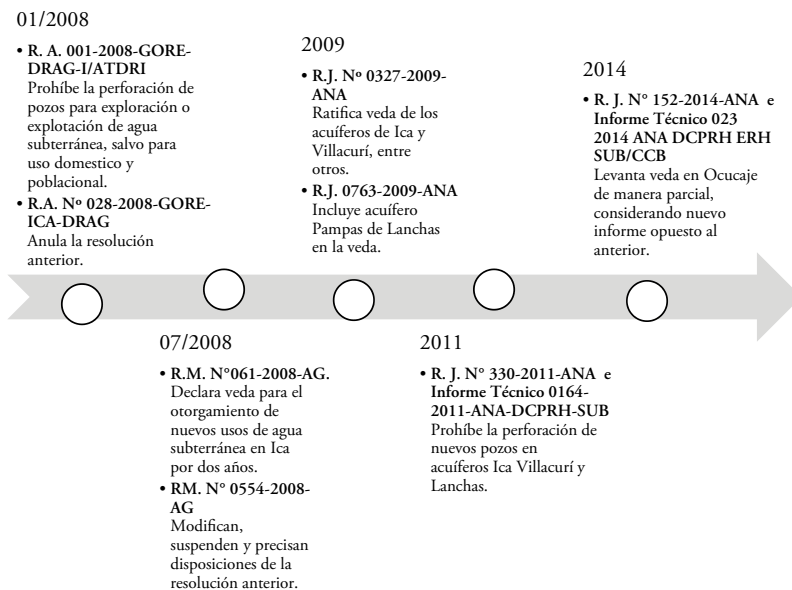 01/2008
• R. A. 001-2008-GORE-
DRAG-I/ATDRI
Prohíbe la perforación de
pozos para exploración o
explotación de agua
subterránea, salvo para
uso domestico y
poblacional.
• R.A. Nº 028-2008-GORE-
ICA-DRAG
Anula la resolución
anterior.
07/2008
• R.M. N°061-2008-AG.
Declara veda para el
otorgamiento de
nuevos usos de agua
subterránea en Ica
por dos años.
• RM. N° 0554-2008-
AG
Modifican,
suspenden y precisan
disposiciones de la
resolución anterior.
2009
• R.J. Nº 0327-2009-
ANA
Ratifica veda de los
acuíferos de Ica y
Villacurí, entre
otros.
• R.J. 0763-2009-ANA
Incluye acuífero
Pampas de Lanchas
en la veda.
2011
• R. J. N° 330-2011-ANA e
Informe Técnico 0164-
2011-ANA-DCPRH-SUB
Prohíbe la perforación de
nuevos pozos en
acuíferos Ica Villacurí y
Lanchas.
2014
• R. J. N° 152-2014-ANA e
Informe Técnico 023
2014 ANA DCPRH ERH
SUB/CCB
Levanta veda en Ocucaje
de manera parcial,
considerando nuevo
informe opuesto al
anterior.